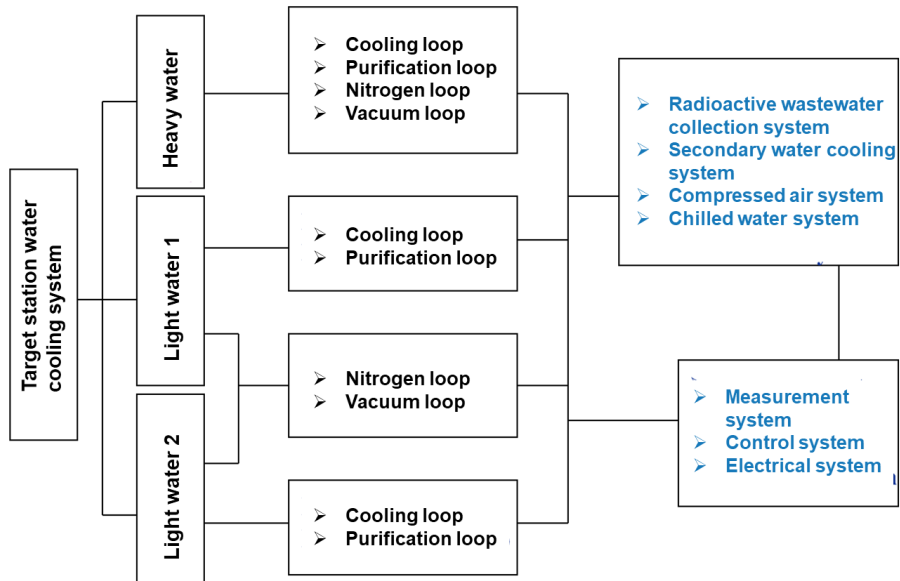 Target station water
cooling system
Heavy water
Light water 1
Light water 2
➢ Cooling loop
➢ Purification loop
➢ Nitrogen loop
➢ Vacuum loop
➢ Cooling loop
➢ Purification loop
➢ Nitrogen loop
➢ Vacuum loop
➢ Cooling loop
➢ Purification loop
➢ Radioactive wastewater
collection system
➢ Secondary water cooling
system
➢ Compressed air system
➢ Chilled water system
➢ Measurement
system
➢ Control system
➢ Electrical system